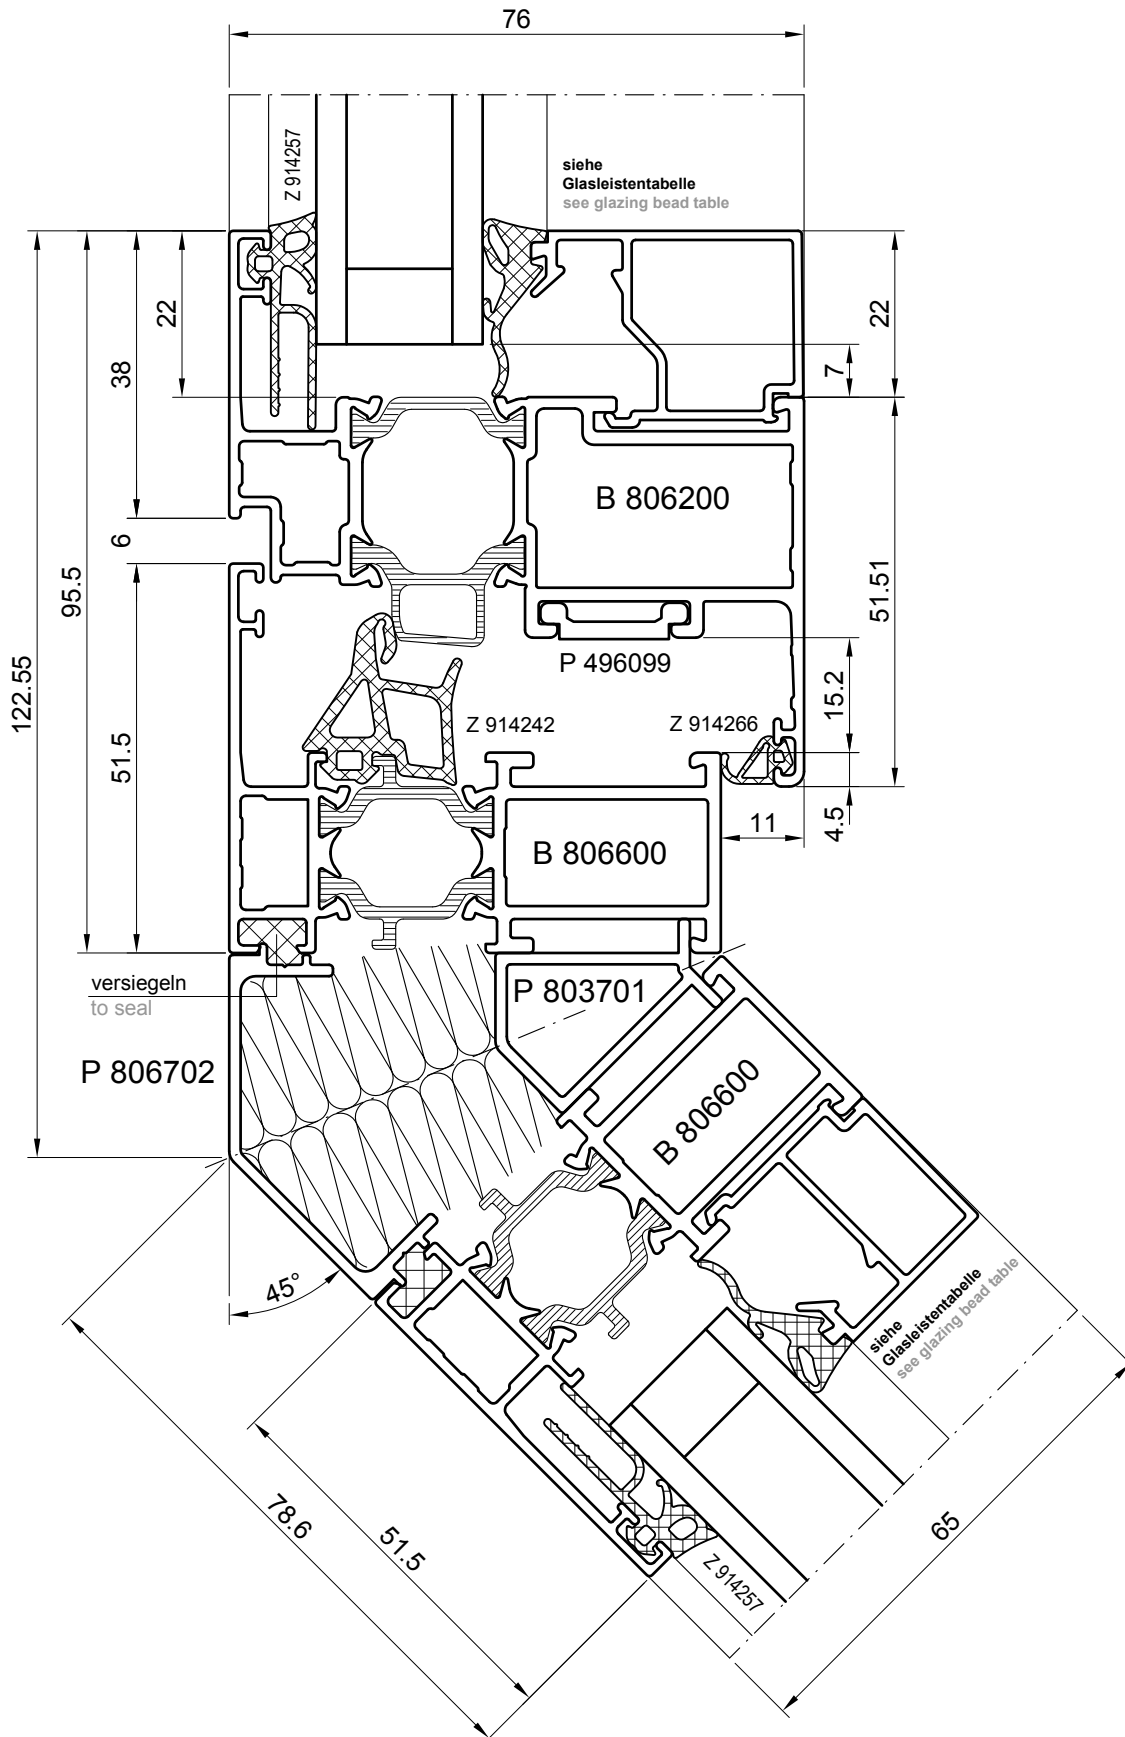 76
Z 914257
siehe
Glasleistentabelle
see glazing bead table
22
38
22
7
6
B 806200
95.5
51.51
122.55
P 496099
15.2
51.5
Z 914242
Z 914266
11
4.5
B 806600
versiegeln
to seal
P 803701
P 806702
B 806600
45°
siehe
Glasleistentabelle
see glazing bead table
78.6
51.5
65
Z 914257